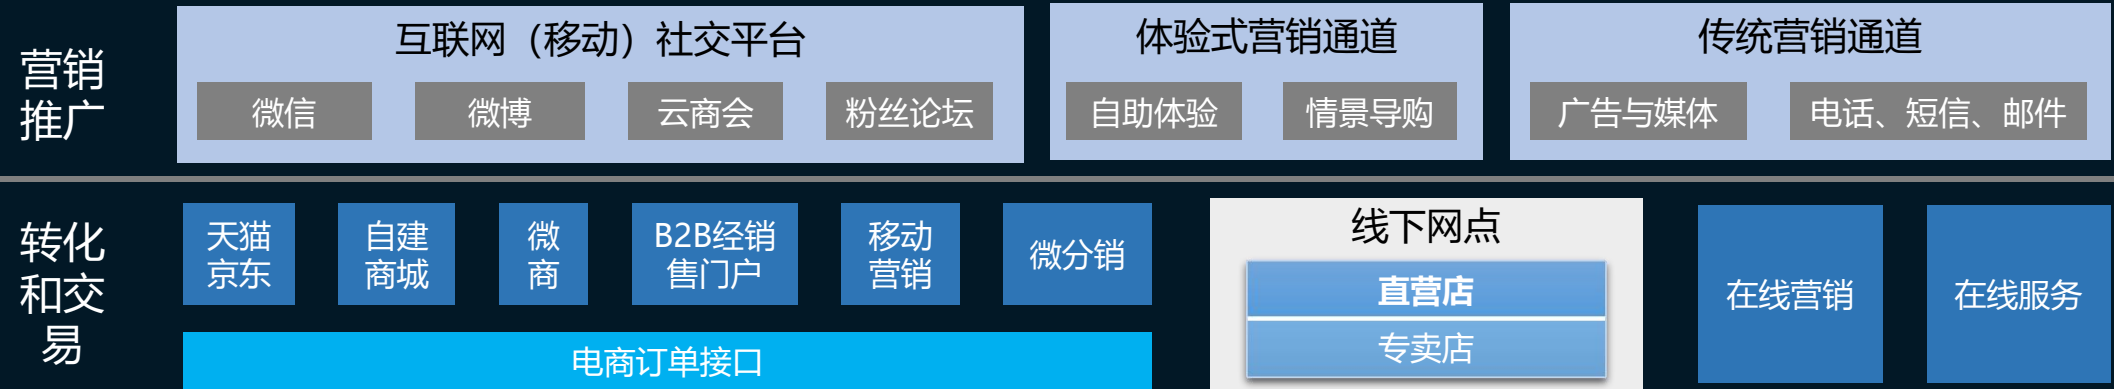 营销
推广
互联网（移动）社交平台
微信
微博
云商会
粉丝论坛
体验式营销通道
自助体验
情景导购
传统营销通道
广告与媒体
电话、短信、邮件
转化
和交
易
天猫
京东
自建
商城
微
商
B2B经销
售门户
移动
营销
微分销
电商订单接口
线下网点
直营店
专卖店
在线营销
在线服务